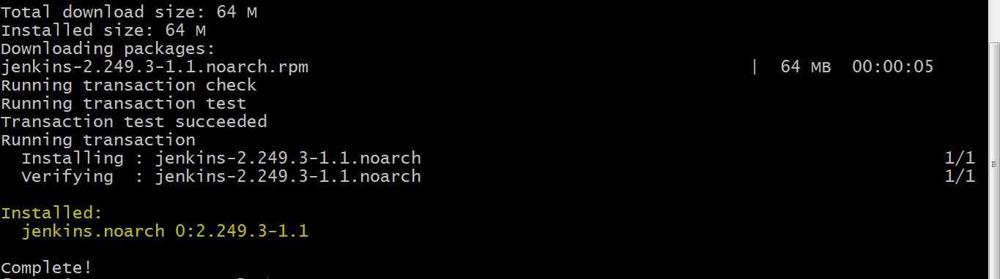 Total download size: 64 M
Installed size: 64 M
Downloading packages:
jenkins-2.249.3-1.1.noarch.rpm | 64 MB 00:00:05
Running transaction check
Running transaction test
Transaction test succeeded
Running transaction
Installing : jenkins-2.249.3-1.1.noarch 1/1
Verifying : jenkins-2.249.3-1.1.noarch 1/1
Installed:
jenkins.noarch 0:2.249.3-1.1
Complete!